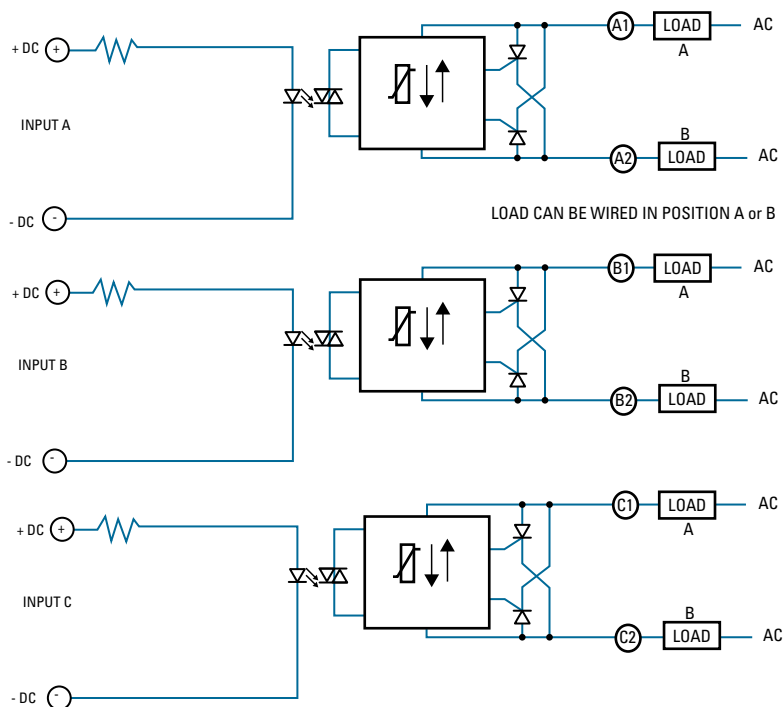 A1 LOAD AC
A
+ DC +
INPUT A
B
A2 LOAD AC
- DC -
LOAD CAN BE WIRED IN POSITION A or B
B1 LOAD AC
A
+ DC +
INPUT B
B
B2 LOAD AC
- DC -
C1 LOAD AC
A
+ DC +
INPUT C
B
C2 LOAD AC
- DC -